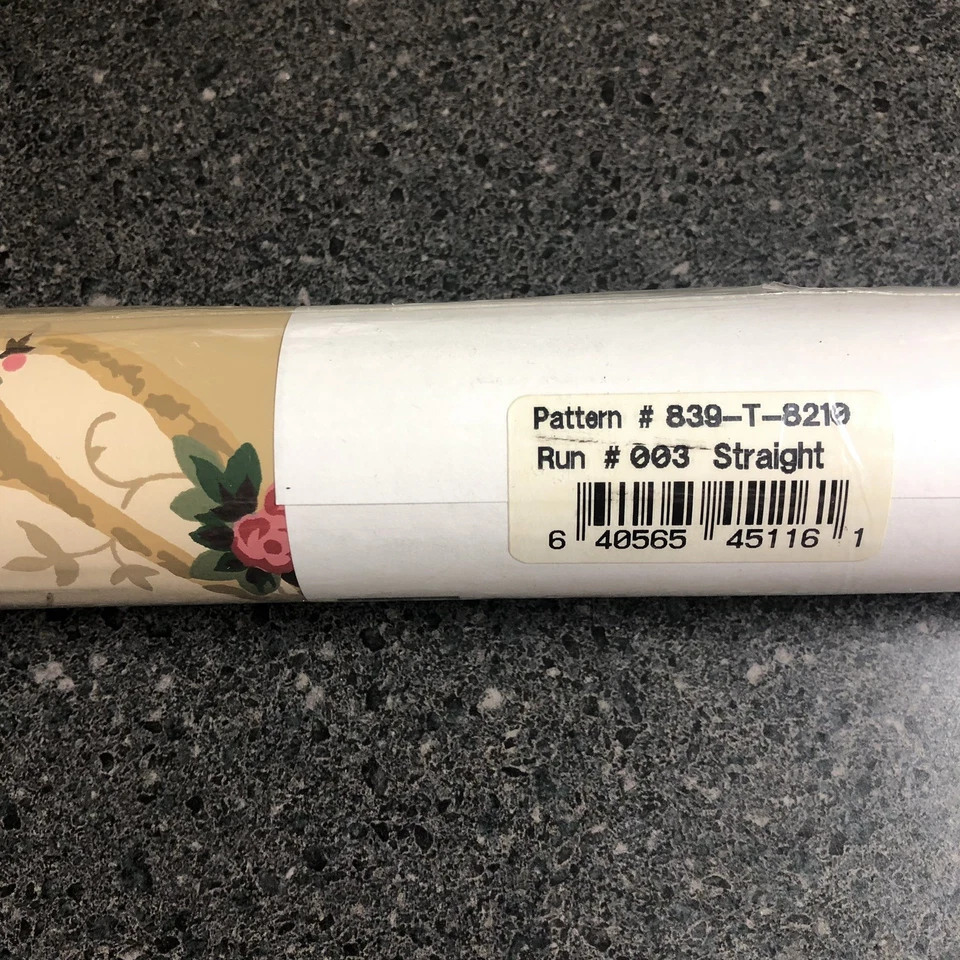 Pattern # 839-T-8210
Run # 003 Straight
6 40565 45116 1